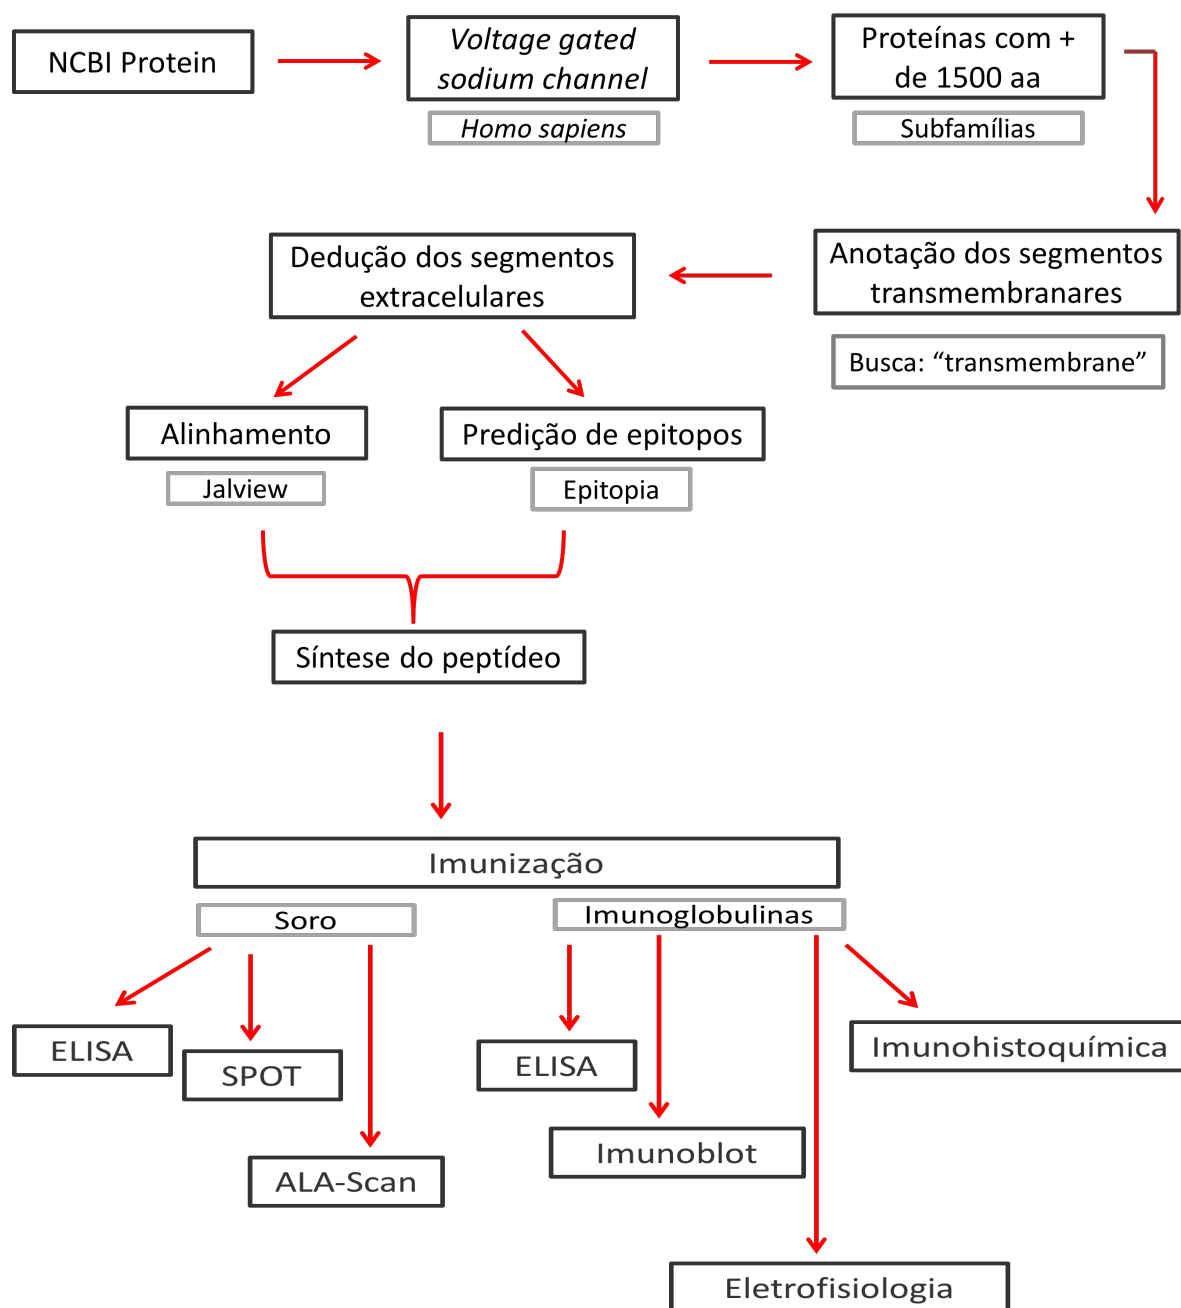 NCBI Protein
Voltage gated
sodium channel
Homo sapiens
Proteínas com +
de 1500 aa
Subfamílias
Anotação dos segmentos
transmembranares
Busca: “transmembrane”
Dedução dos segmentos
extracelulares
Alinhamento
Jalview
Predição de epitopos
Epitopia
Síntese do peptídeo
Imunização
Soro
Imunoglobulinas
ELISA
SPOT
ALA-Scan
ELISA
Imunoblot
Eletrofisiologia
Imunohistoquímica